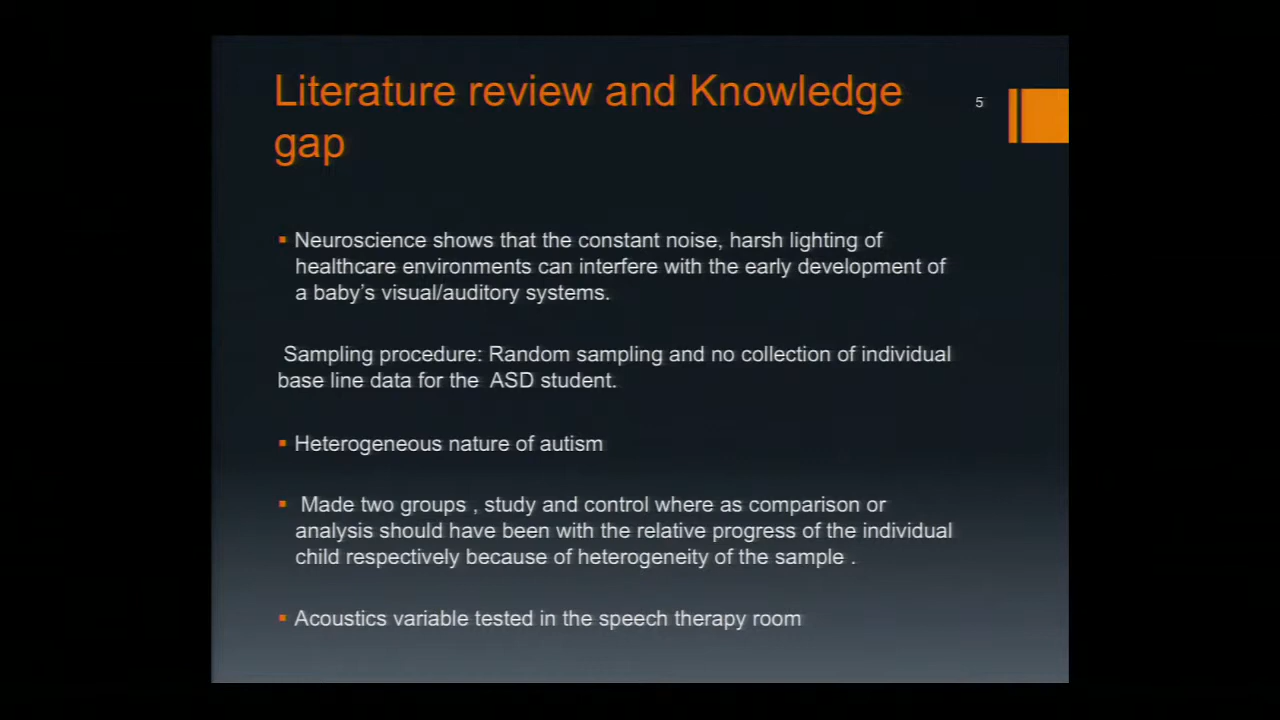 Literature review and Knowledge
gap
5
▪ Neuroscience shows that the constant noise, harsh lighting of
healthcare environments can interfere with the early development of
a baby’s visual/auditory systems.
Sampling procedure: Random sampling and no collection of individual
base line data for the ASD student.
▪ Heterogeneous nature of autism
▪ Made two groups , study and control where as comparison or
analysis should have been with the relative progress of the individual
child respectively because of heterogeneity of the sample .
▪ Acoustics variable tested in the speech therapy room